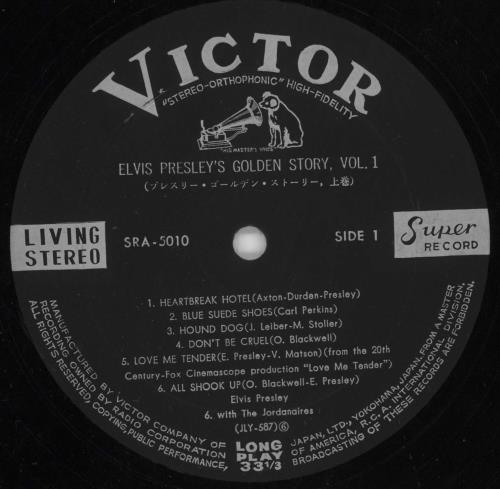 VICTOR
"STEREO-ORTHOPHONIC" HIGH-FIDELITY
"HIS MASTER'S VOICE"
ELVIS PRESLEY'S GOLDEN STORY, VOL. 1
(プレスリー・ゴールデン・ストーリー, 上巻)
LIVING
STEREO
SRA-5010
SIDE 1
Super
RECORD
1. HEARTBREAK HOTEL(Axton-Durden-Presley)
2. BLUE SUEDE SHOES(Carl Perkins)
3. HOUND DOG(J. Leiber-M. Stoller)
4. DON'T BE CRUEL(O. Blackwell)
5. LOVE ME TENDER(E. Presley-V. Matson)(from the 20th
Century-Fox Cinemascope production "Love Me Tender")
6. ALL SHOOK UP(O. Blackwell-E. Presley)
Elvis Presley
6. with The Jordanaires
(JLY-587)⑥
LONG
PLAY
33 1/3
MANUFACTURED BY VICTOR COMPANY OF JAPAN, LTD., YOKOHAMA, JAPAN, FROM A MASTER
RECORDING OWNED BY RADIO CORPORATION OF AMERICA, R.C.A. INTERNATIONAL DIVISION.
ALL RIGHTS RESERVED, COPYING, PUBLIC PERFORMANCE, BROADCASTING OF THESE RECORDS ARE FORBIDDEN.